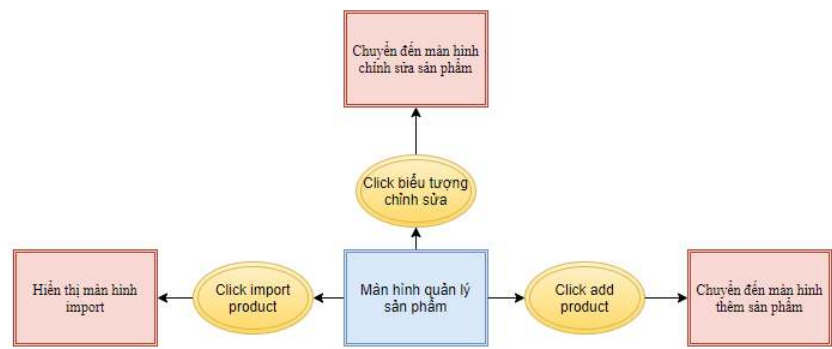 Chuyển đến màn hình
chỉnh sửa sản phẩm
Click biểu tượng
chỉnh sửa
Hiển thị màn hình
import
Click import
product
Màn hình quản lý
sản phẩm
Click add
product
Chuyển đến màn hình
thêm sản phẩm